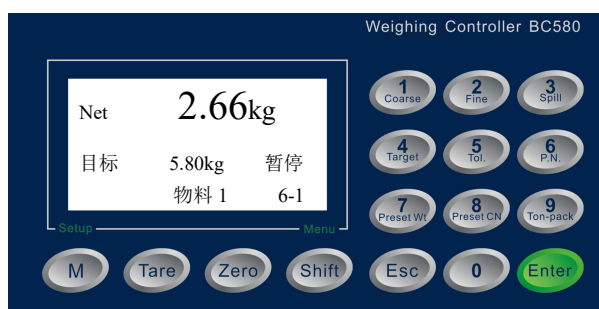 Weighing Controller BC580
Net 2.66kg
目标 5.80kg 暂停
物料 1 6-1
Setup Menu
1 Coarse
2 Fine
3 Spill
4 Target
5 Tol.
6 P.N.
7 Preset Wt
8 Preset CN
9 Ton-pack
M Tare Zero Shift Esc 0 Enter